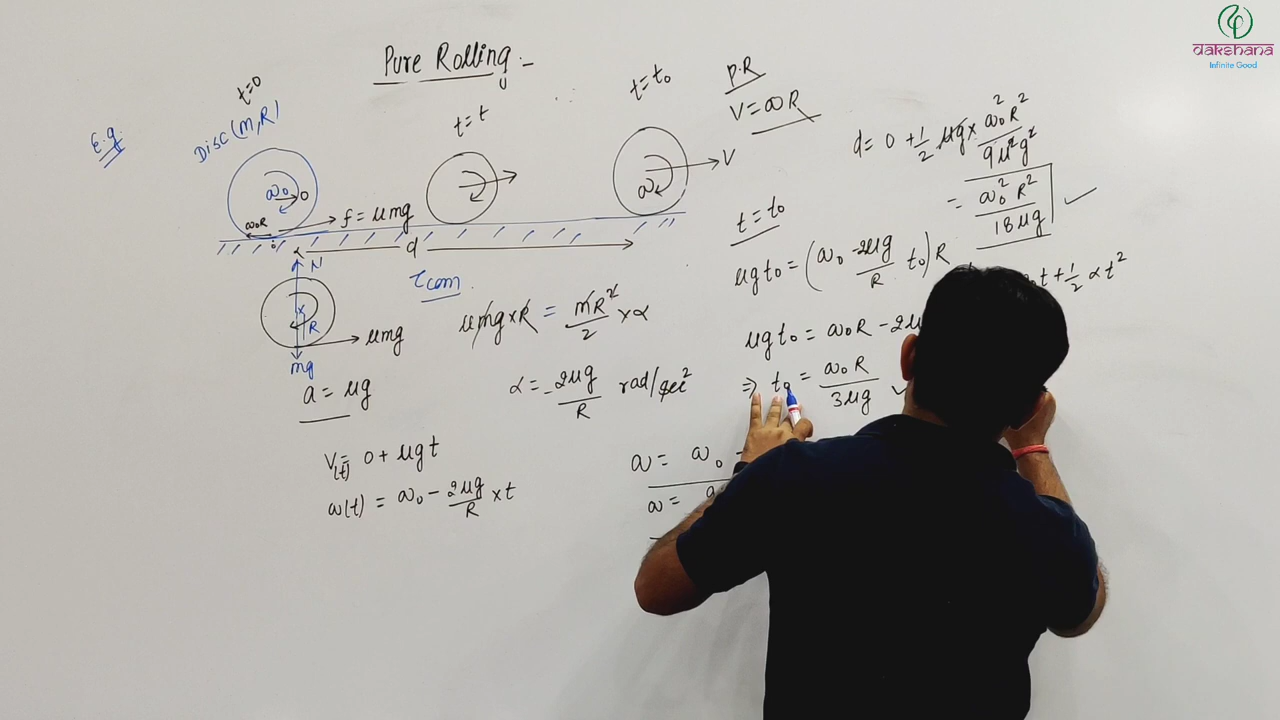 dakshana
Infinite Good
Pure Rolling :-
E.g.
t=0
Disc (m,R)
t=t
t=t₀
P.R
V=ωR
ω₀
0
ω₀R
f=μmg
ω
V
d
N
R
μmg
mg
τcom
μmg×R = mR²/2 ×α
a = μg
α = -2μg/R rad/sec²
V(t) = 0 + μgt
ω(t) = ω₀ - 2μg/R ×t
t=t₀
μgt₀ = (ω₀ - 2μg/R t₀)R
μgt₀ = ω₀R - 2μ
⇒ t₀ = ω₀R/3μg ✓
ω = ω₀ -
ω =
d = 0 + 1/2 μg× ω₀²R²/9μ²g²
= ω₀²R²/18μg ✓
t + 1/2 αt²